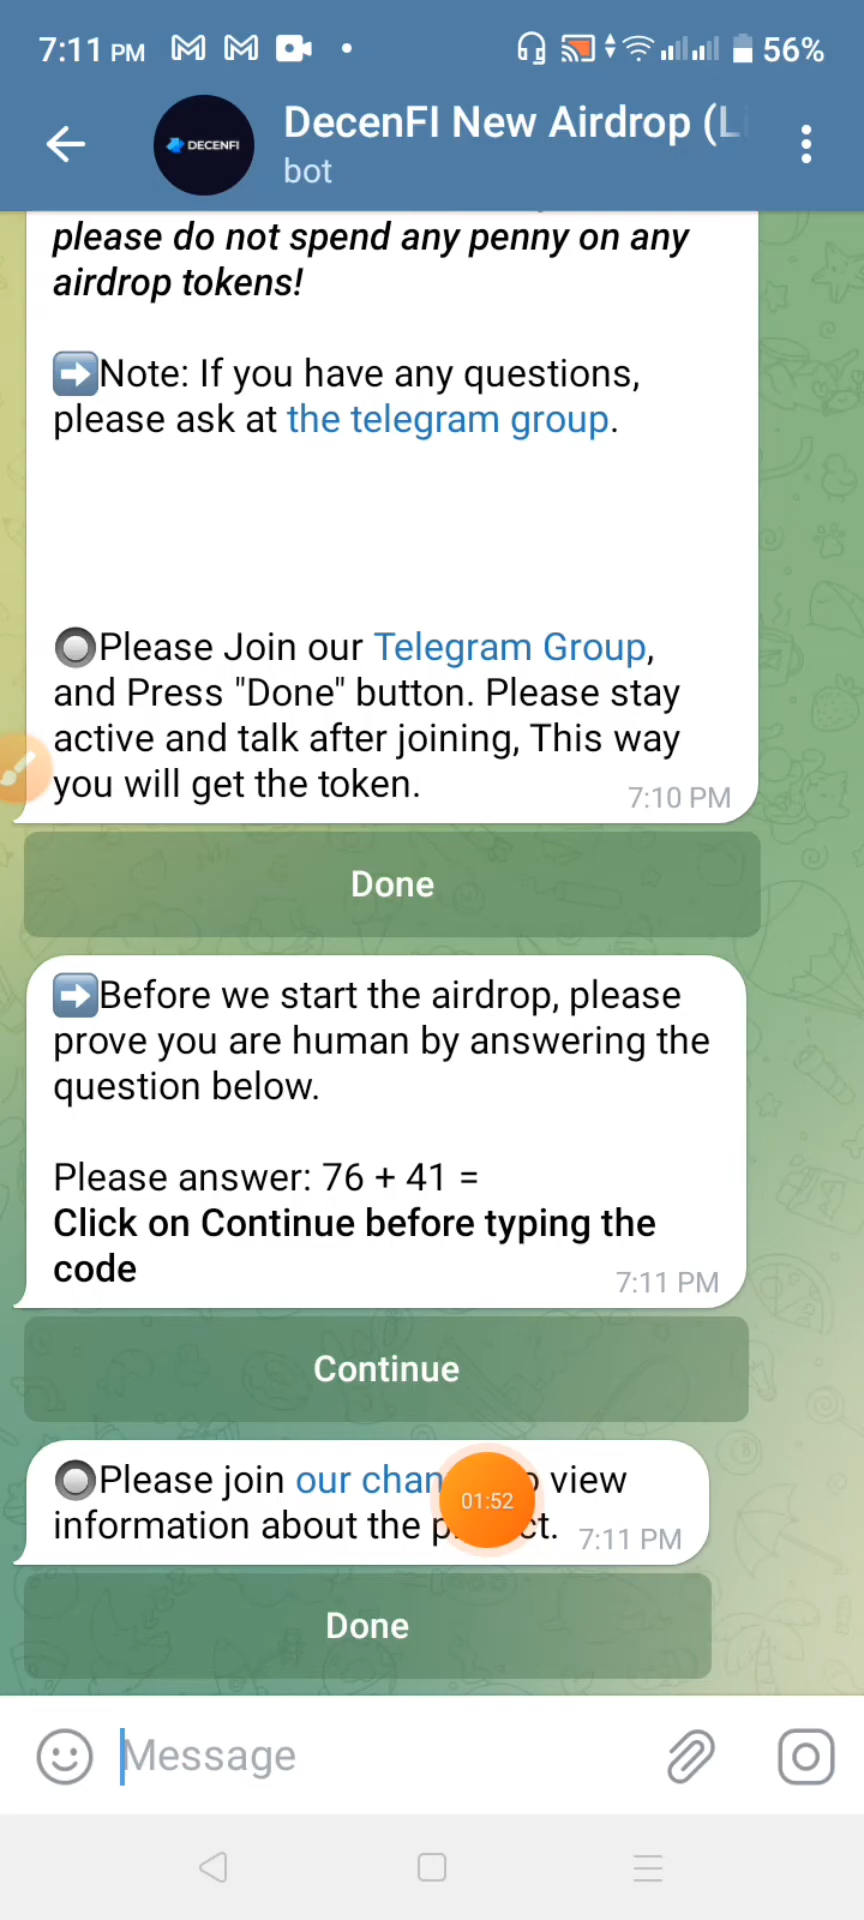 7:11 PM
56%
DECENFI
DecenFI New Airdrop (L
bot
please do not spend any penny on any
airdrop tokens!
➡️Note: If you have any questions,
please ask at the telegram group.
🔘Please Join our Telegram Group,
and Press "Done" button. Please stay
active and talk after joining, This way
you will get the token.
7:10 PM
Done
➡️Before we start the airdrop, please
prove you are human by answering the
question below.
Please answer: 76 + 41 =
Click on Continue before typing the
code
7:11 PM
Continue
🔘Please join our view
01:52
information about the
7:11 PM
Done
Message